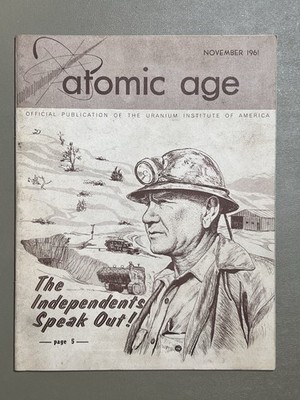 NOVEMBER 1961
atomic age
OFFICIAL PUBLICATION OF THE URANIUM INSTITUTE OF AMERICA
The
Independents
Speak Out!
page 5